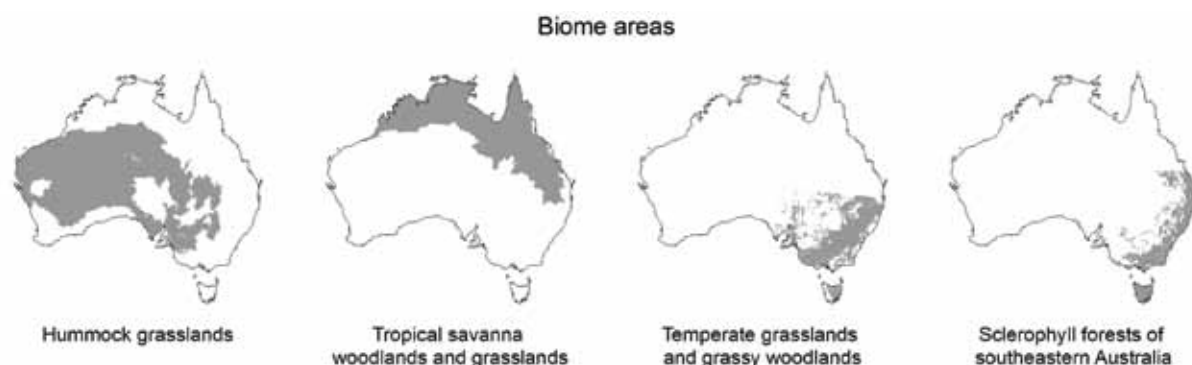 Biome areas
Hummock grasslands
Tropical savanna
woodlands and grasslands
Temperate grasslands
and grassy woodlands
Sclerophyll forests of
southeastern Australia